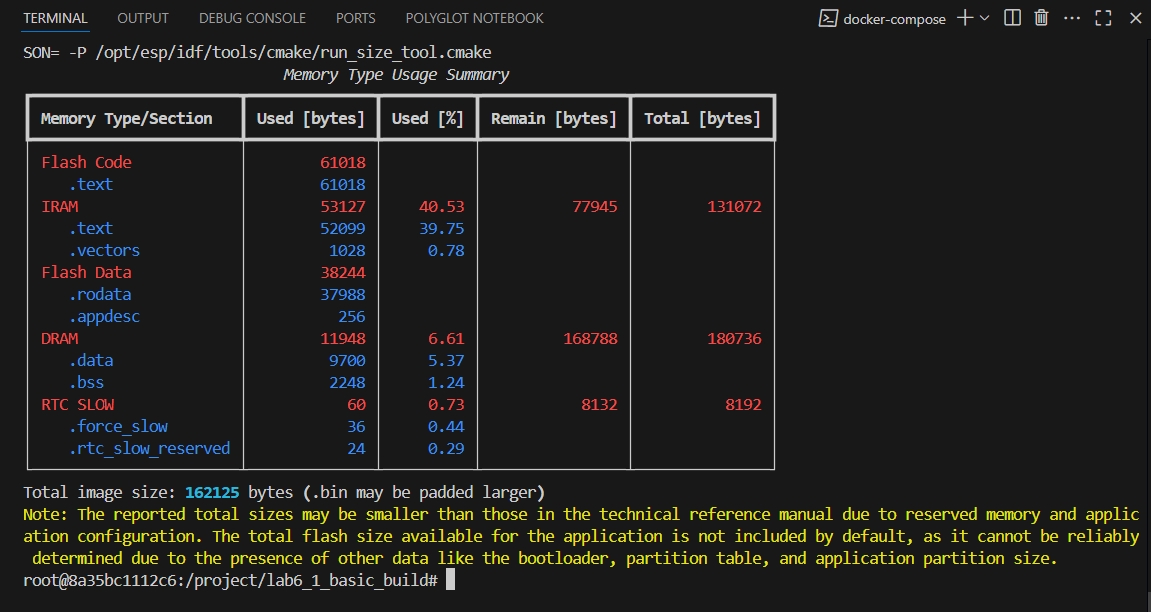 TERMINAL OUTPUT DEBUG CONSOLE PORTS POLYGLOT NOTEBOOK docker-compose
SON= -P /opt/esp/idf/tools/cmake/run_size_tool.cmake
Memory Type Usage Summary
Memory Type/Section Used [bytes] Used [%] Remain [bytes] Total [bytes]
Flash Code 61018
.text 61018
IRAM 53127 40.53 77945 131072
.text 52099 39.75
.vectors 1028 0.78
Flash Data 38244
.rodata 37988
.appdesc 256
DRAM 11948 6.61 168788 180736
.data 9700 5.37
.bss 2248 1.24
RTC SLOW 60 0.73 8132 8192
.force_slow 36 0.44
.rtc_slow_reserved 24 0.29
Total image size: 162125 bytes (.bin may be padded larger)
Note: The reported total sizes may be smaller than those in the technical reference manual due to reserved memory and applic
ation configuration. The total flash size available for the application is not included by default, as it cannot be reliably
determined due to the presence of other data like the bootloader, partition table, and application partition size.
root@8a35bc1112c6:/project/lab6_1_basic_build#